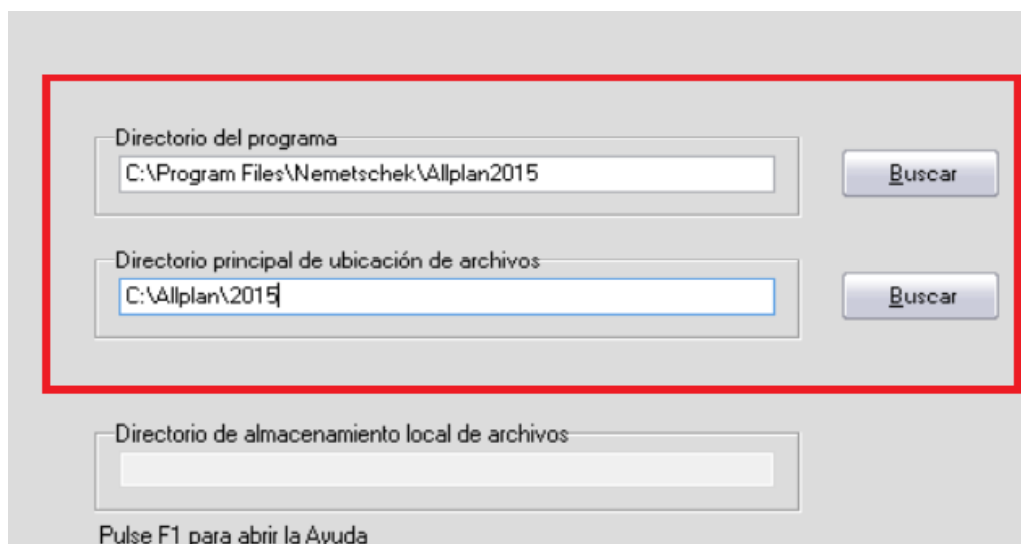 Directorio del programa
C:\Program Files\Nemetschek\Allplan2015
Buscar
Directorio principal de ubicación de archivos
C:\Allplan\2015
Buscar
Directorio de almacenamiento local de archivos
Pulse F1 para abrir la Ayuda